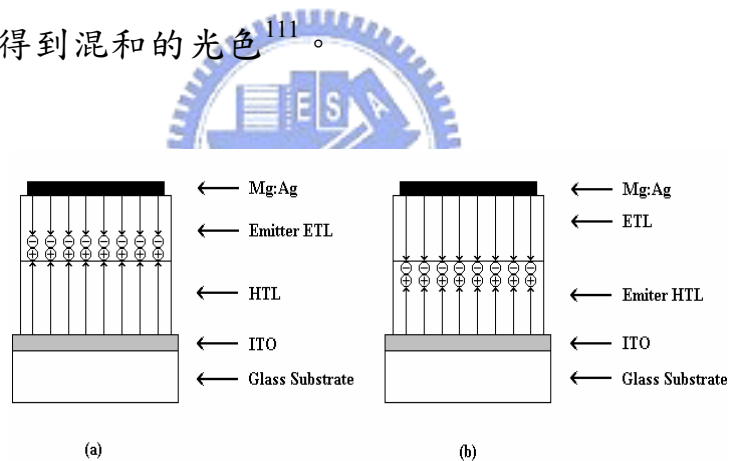 得到混和的光色111。
ESA
Mg:Ag
Emitter ETL
HTL
ITO
Glass Substrate
(a)
Mg:Ag
ETL
Emiter HTL
ITO
Glass Substrate
(b)